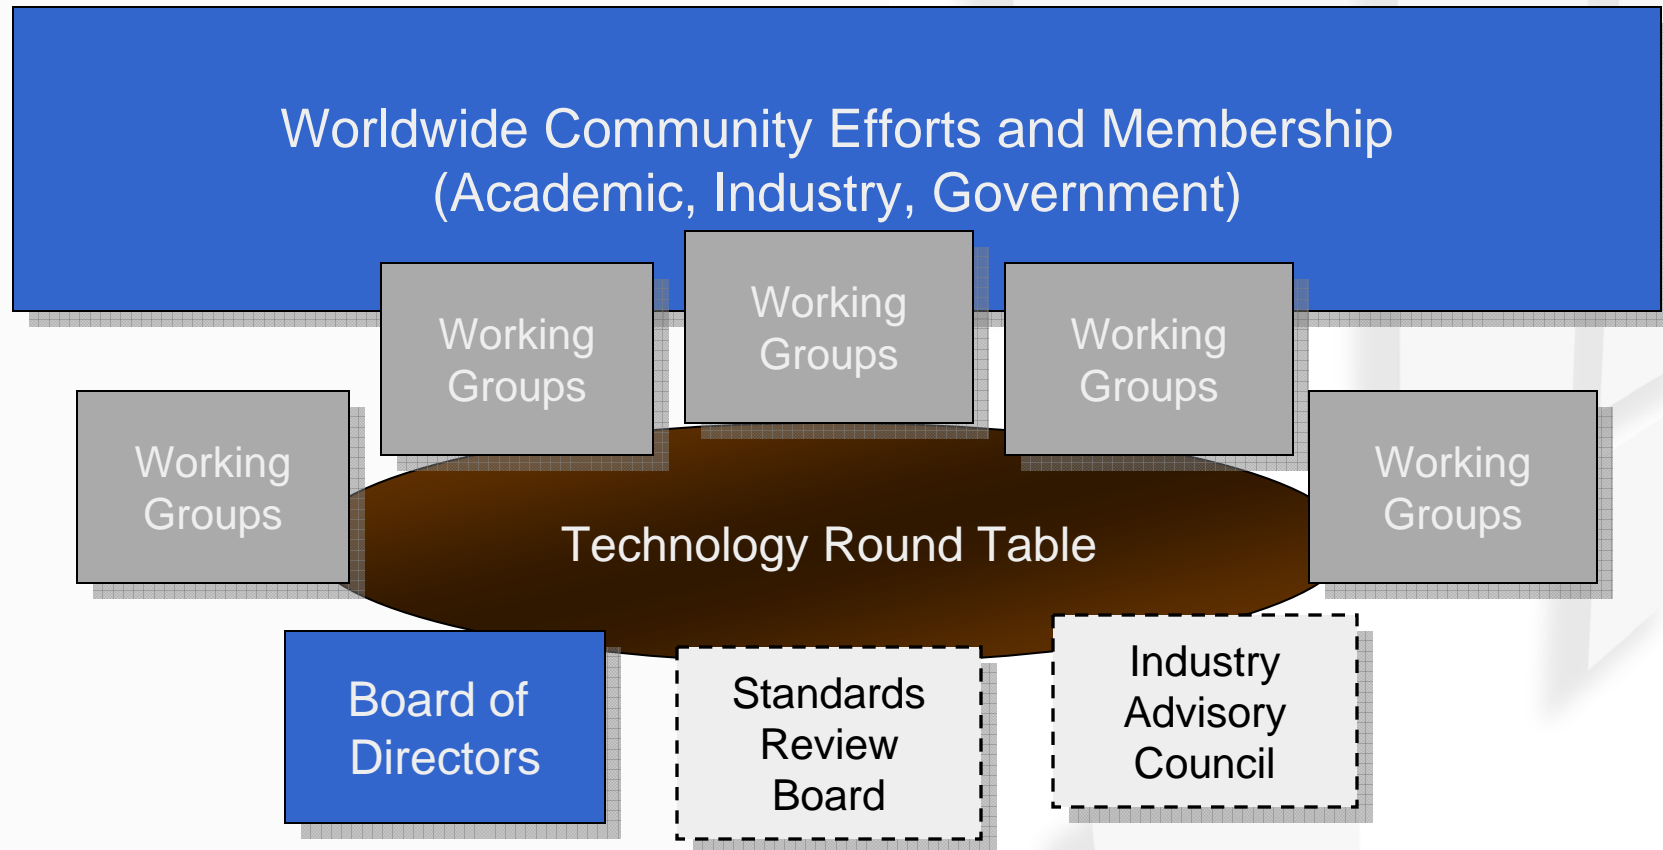 Worldwide Community Efforts and Membership
(Academic, Industry, Government)
Working
Groups
Working
Groups
Working
Groups
Working
Groups
Working
Groups
Technology Round Table
Board of
Directors
Standards
Review
Board
Industry
Advisory
Council